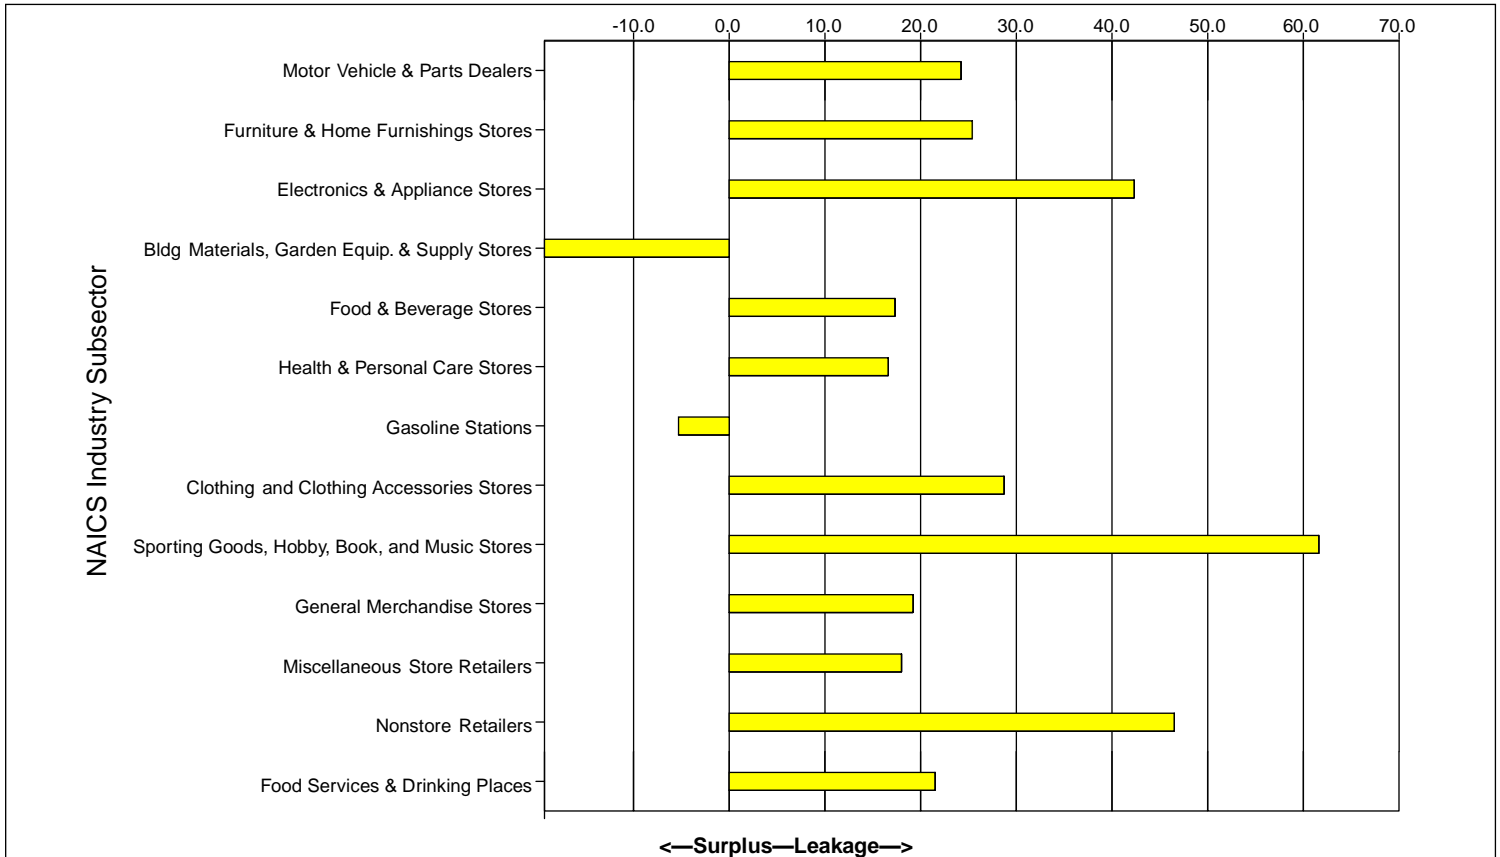 -10.0 0.0 10.0 20.0 30.0 40.0 50.0 60.0 70.0
NAICS Industry Subsector
Motor Vehicle & Parts Dealers
Furniture & Home Furnishings Stores
Electronics & Appliance Stores
Bldg Materials, Garden Equip. & Supply Stores
Food & Beverage Stores
Health & Personal Care Stores
Gasoline Stations
Clothing and Clothing Accessories Stores
Sporting Goods, Hobby, Book, and Music Stores
General Merchandise Stores
Miscellaneous Store Retailers
Nonstore Retailers
Food Services & Drinking Places
<—Surplus—Leakage—>